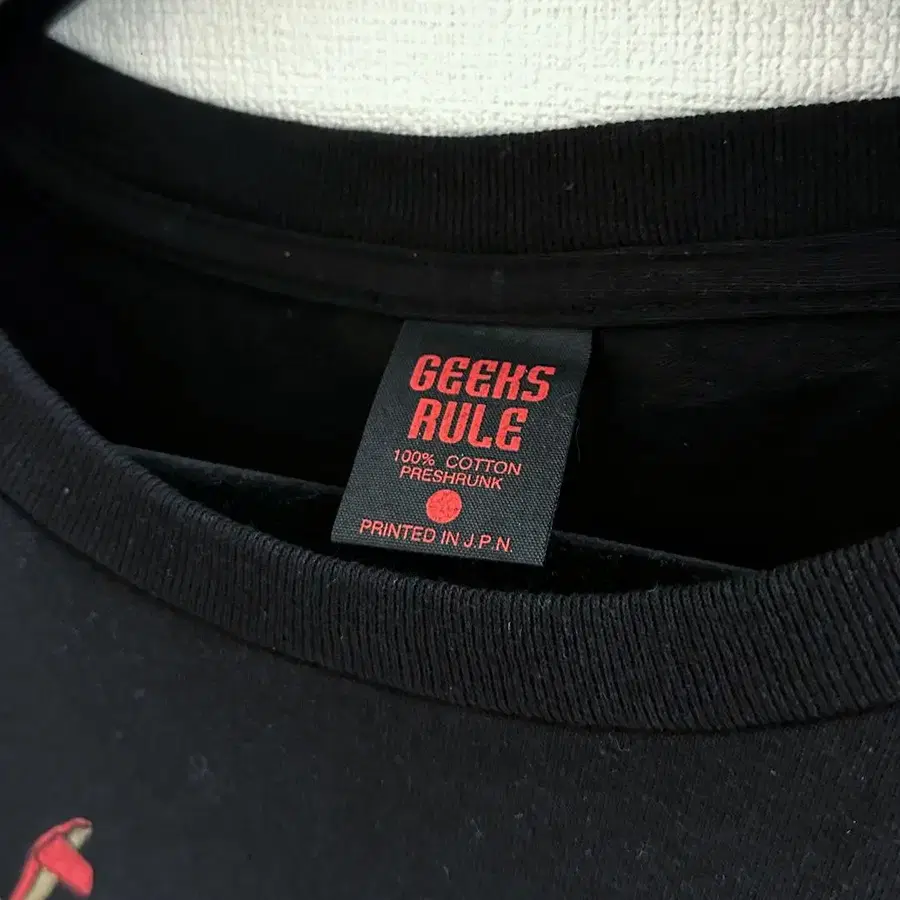 GEEKS
RULE
100% COTTON
PRESHRUNK
PRINTED IN J.P.N.